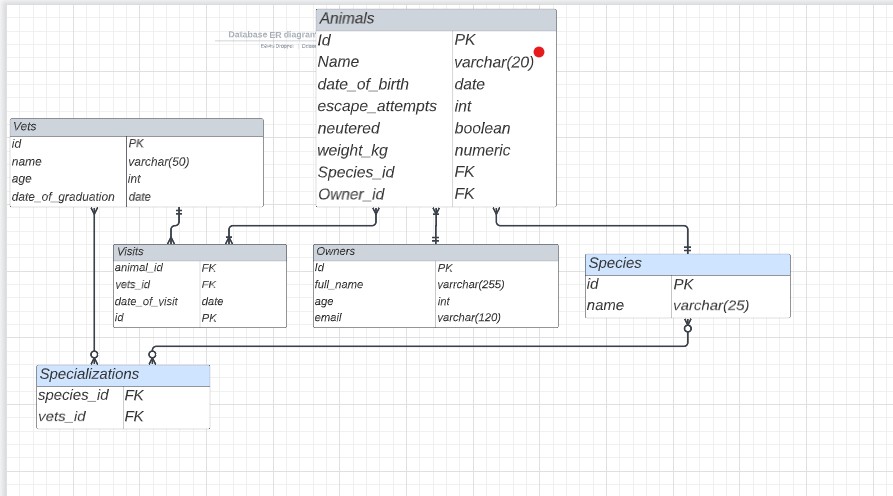 Animals
Id PK
Name varchar(20)
date_of_birth date
escape_attempts int
neutered boolean
weight_kg numeric
Species_id FK
Owner_id FK
Database ER diagram
Vets
id PK
name varchar(50)
age int
date_of_graduation date
Visits
animal_id FK
vets_id FK
date_of_visit date
id PK
Owners
Id PK
full_name varrchar(255)
age int
email varchar(120)
Species
id PK
name varchar(25)
Specializations
species_id FK
vets_id FK